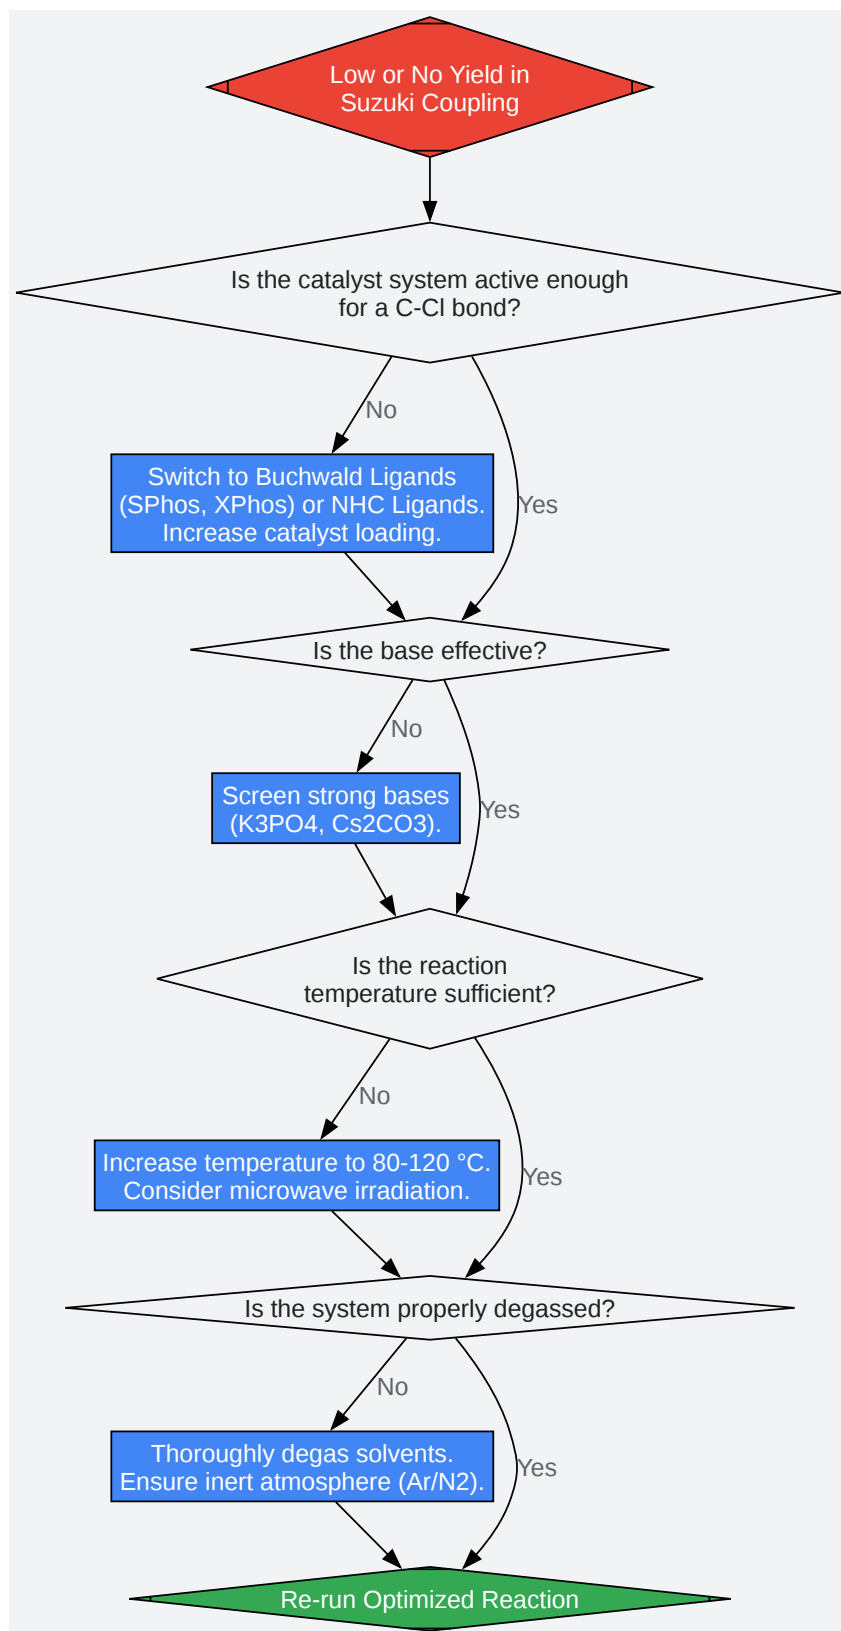 Low or No Yield in
Suzuki Coupling
Is the catalyst system active enough
for a C-Cl bond?
No
Switch to Buchwald Ligands
(SPhos, XPhos) or NHC Ligands.
Increase catalyst loading.
Yes
Is the base effective?
No
Screen strong bases
(K3PO4, Cs2CO3).
Yes
Is the reaction
temperature sufficient?
No
Increase temperature to 80-120 °C.
Consider microwave irradiation.
Yes
Is the system properly degassed?
No
Thoroughly degas solvents.
Ensure inert atmosphere (Ar/N2).
Yes
Re-run Optimized Reaction